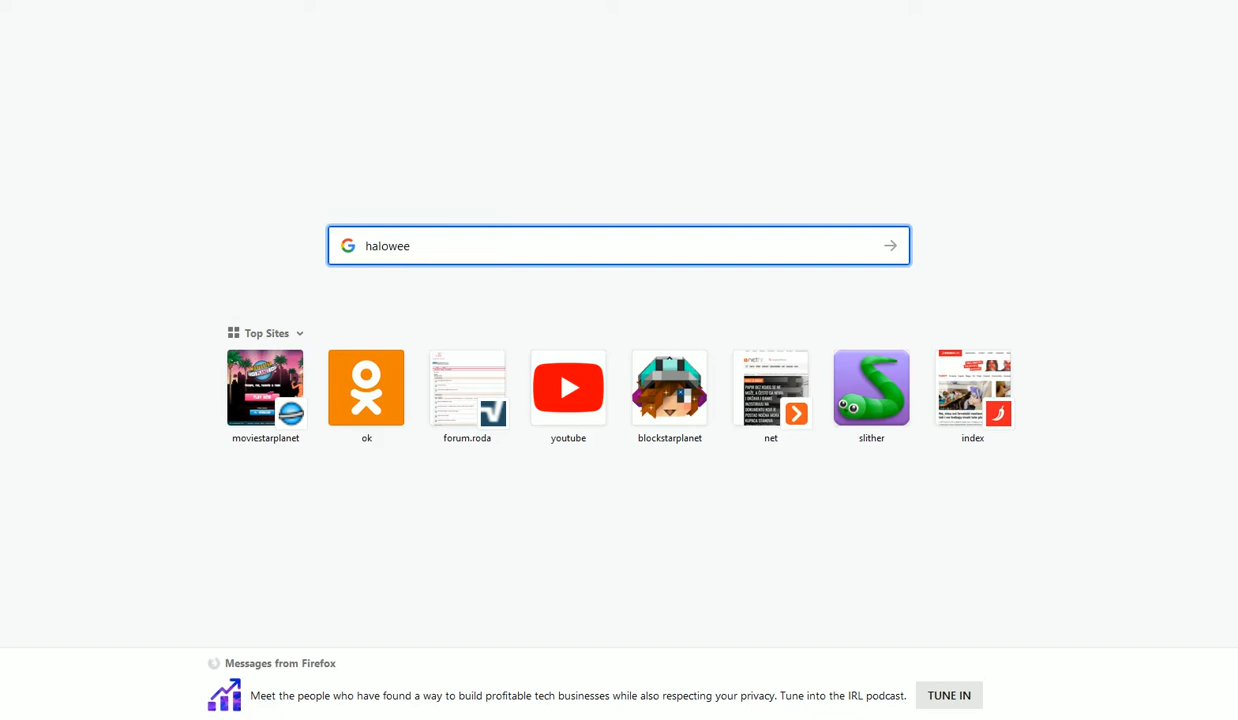 halowee
Top Sites
moviestarplanet
ok
forum.roda
youtube
blockstarplanet
net
slither
index
Messages from Firefox
Meet the people who have found a way to build profitable tech businesses while also respecting your privacy. Tune into the IRL podcast.
TUNE IN